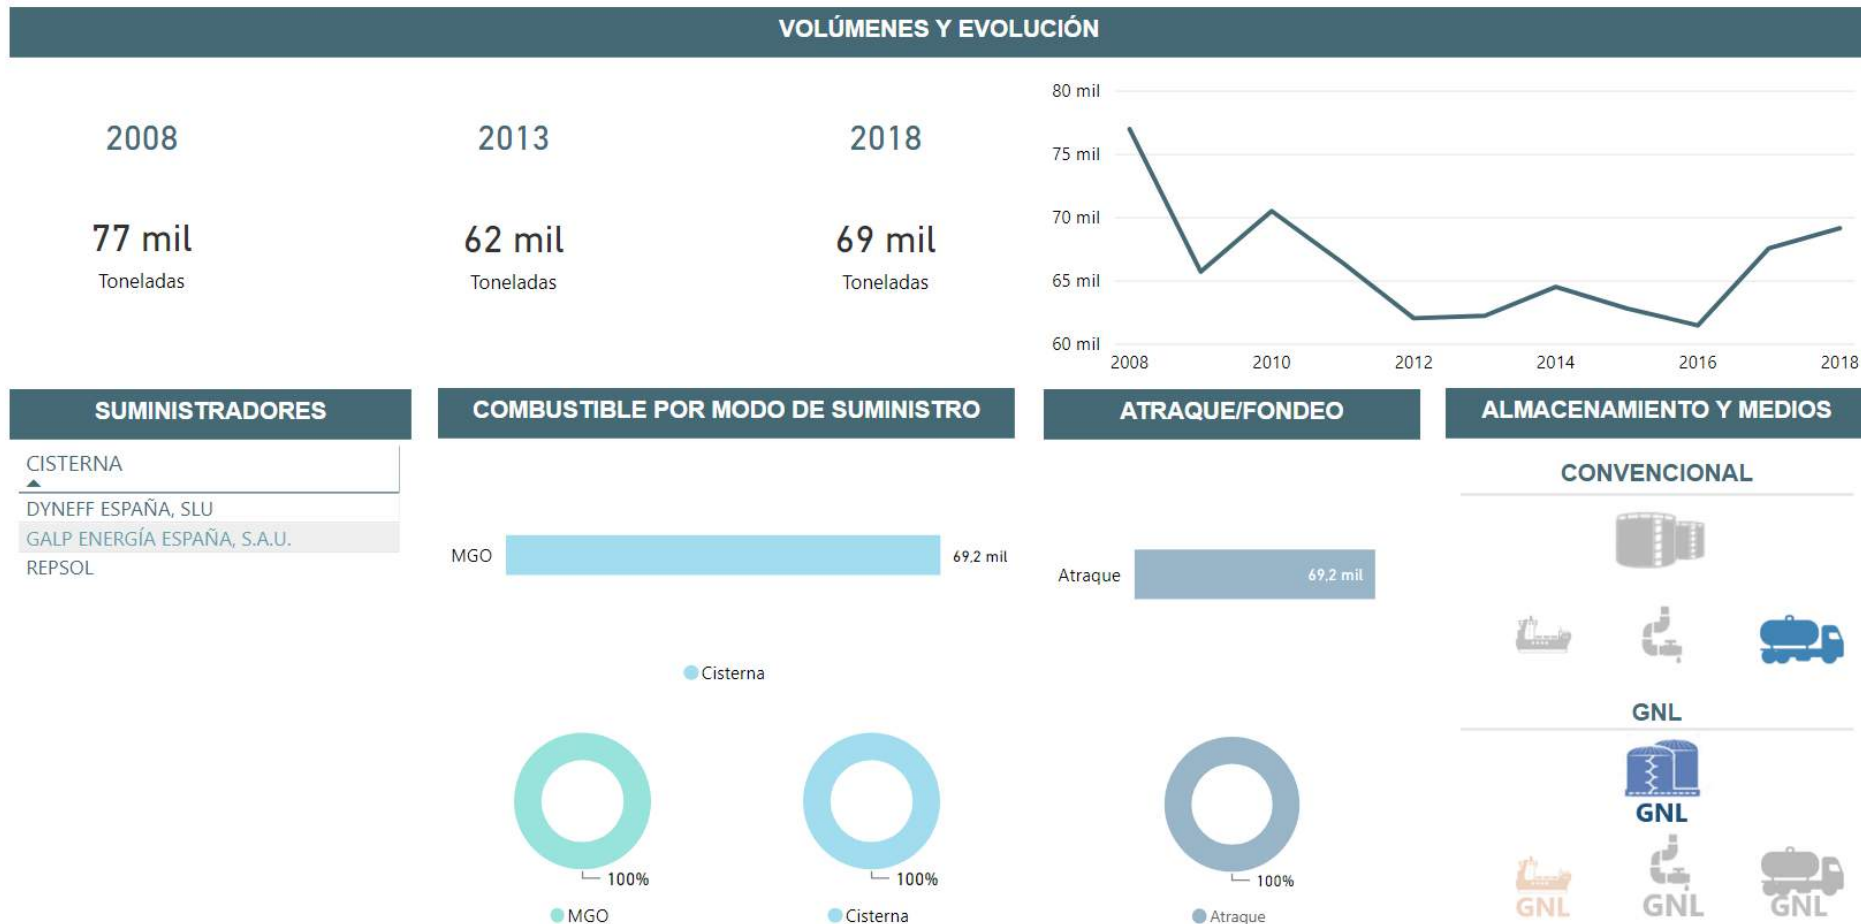 VOLÚMENES Y EVOLUCIÓN
2008
2013
2018
77 mil
62 mil
69 mil
Toneladas
Toneladas
Toneladas
80 mil
75 mil
70 mil
65 mil
60 mil
2008
2010
2012
2014
2016
2018
SUMINISTRADORES
CISTERNA
DYNEFF ESPAÑA, SLU
GALP ENERGÍA ESPAÑA, S.A.U.
REPSOL
COMBUSTIBLE POR MODO DE SUMINISTRO
MGO
69,2 mil
Cisterna
100%
MGO
100%
Cisterna
ATRAQUE/FONDEO
Atraque
69,2 mil
100%
Atraque
ALMACENAMIENTO Y MEDIOS
CONVENCIONAL
GNL
GNL
GNL
GNL
GNL